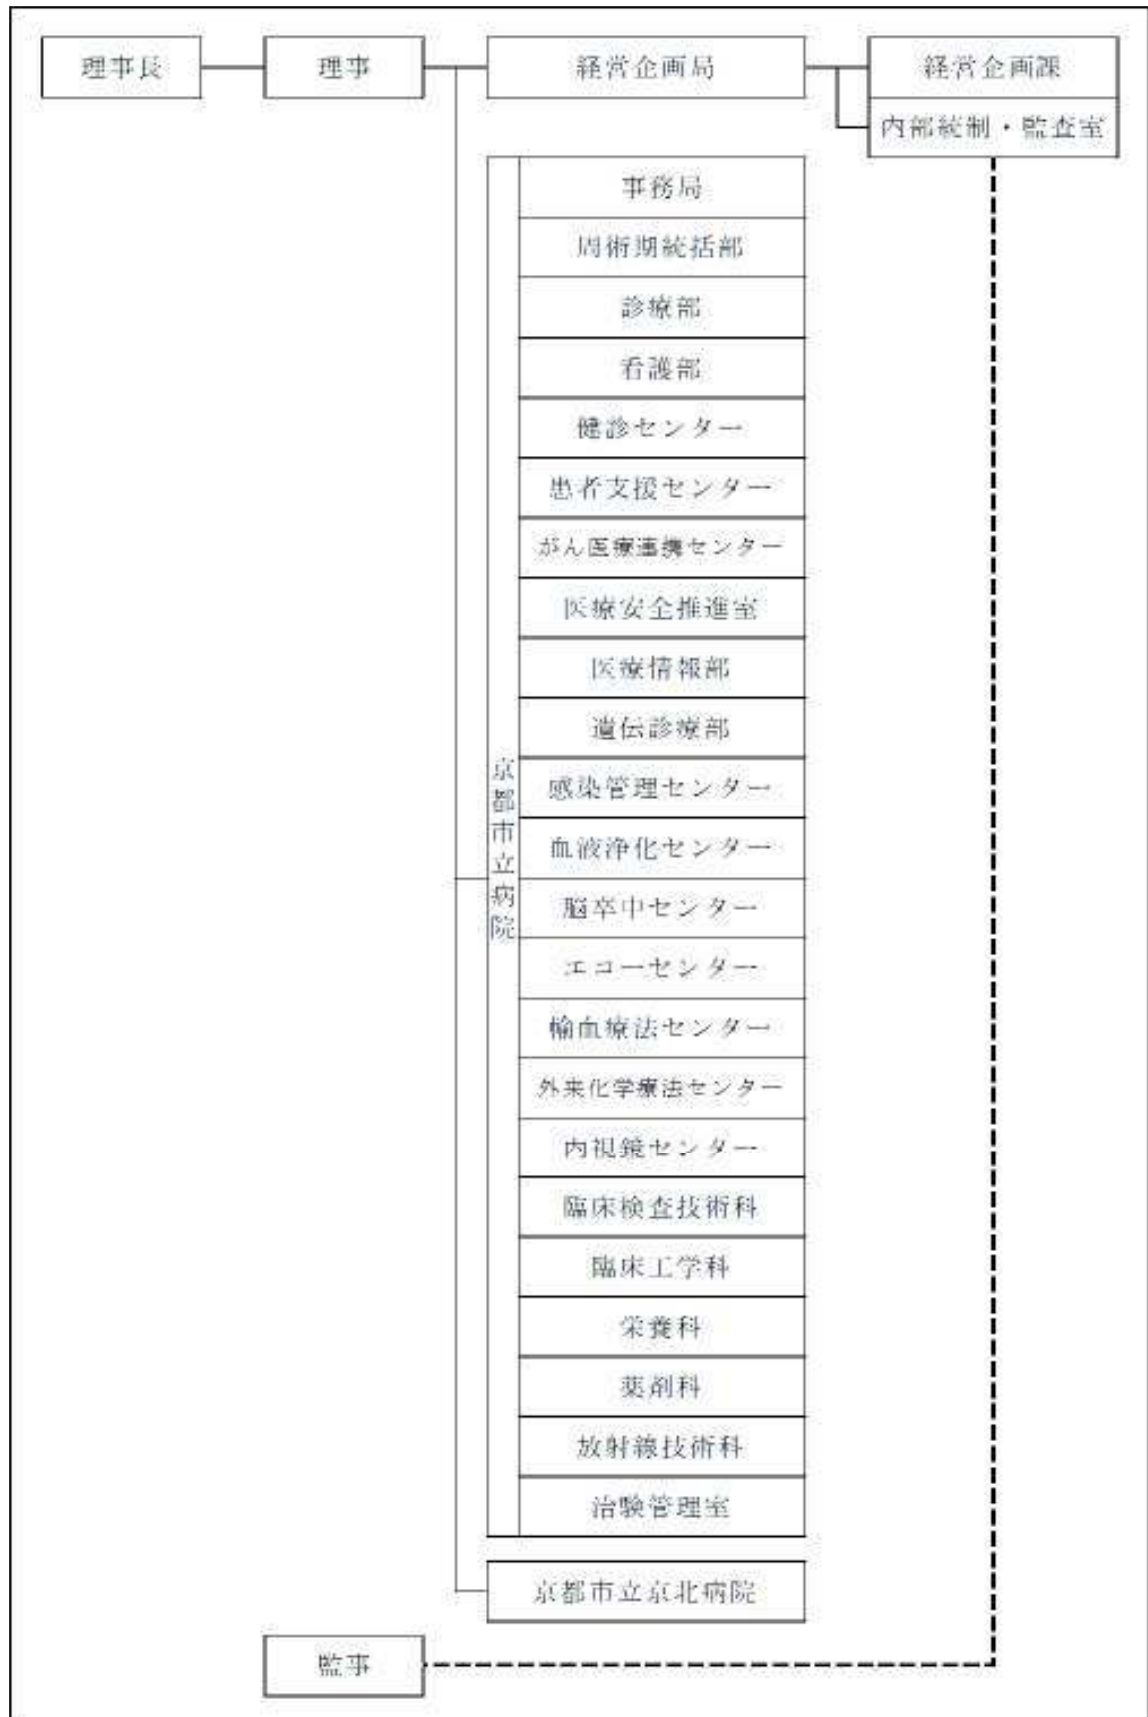 理事長
理事
経営企画局
経営企画課
内部統制・監査室
京都市立病院
事務局
周術期統括部
診療部
看護部
健診センター
患者支援センター
がん医療連携センター
医療安全推進室
医療情報部
遺伝診療部
感染管理センター
血液浄化センター
脳卒中センター
エコーセンター
輸血療法センター
外来化学療法センター
内視鏡センター
臨床検査技術科
臨床工学科
栄養科
薬剤科
放射線技術科
治験管理室
京都市立京北病院
監事